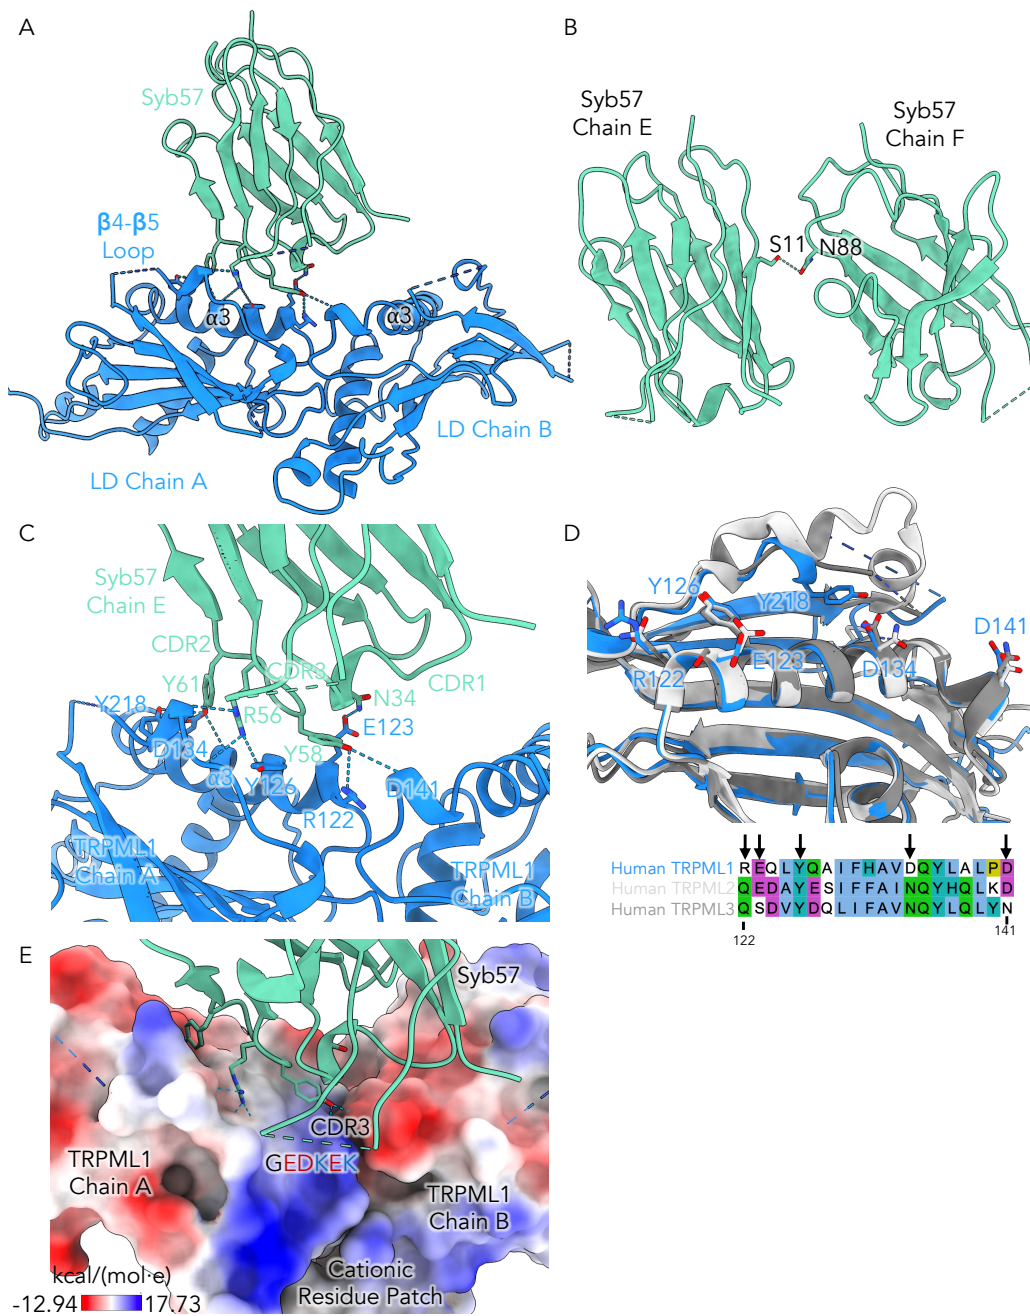 A
Syb57
β4-β5
Loop
α3
α3
LD Chain A
LD Chain B
B
Syb57
Chain E
Syb57
Chain F
S11
N88
C
Syb57
Chain E
CDR2
CDR3
CDR1
Y61
N34
Y218
R56
E123
D134
Y58
α3
Y126
D141
R122
TRPML1
Chain A
TRPML1
Chain B
D
Y126
Y218
D141
E123
D134
R122
Human TRPML1 REQLYQAIFHAVDQYLALPD
Human TRPML2 QEDAYESIFFAINQYHQLKD
Human TRPML3 QSDVYDQLIFAVNQYLQLYN
122
141
E
Syb57
CDR3
GEDKEK
TRPML1
Chain A
TRPML1
Chain B
Cationic
Residue Patch
kcal/(mol·e)
-12.94 17.73